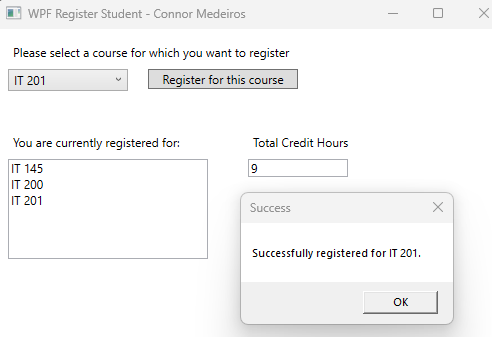 WPF Register Student - Connor Medeiros
Please select a course for which you want to register
IT 201
Register for this course
You are currently registered for:
Total Credit Hours
IT 145
IT 200
IT 201
9
Success
Successfully registered for IT 201.
OK